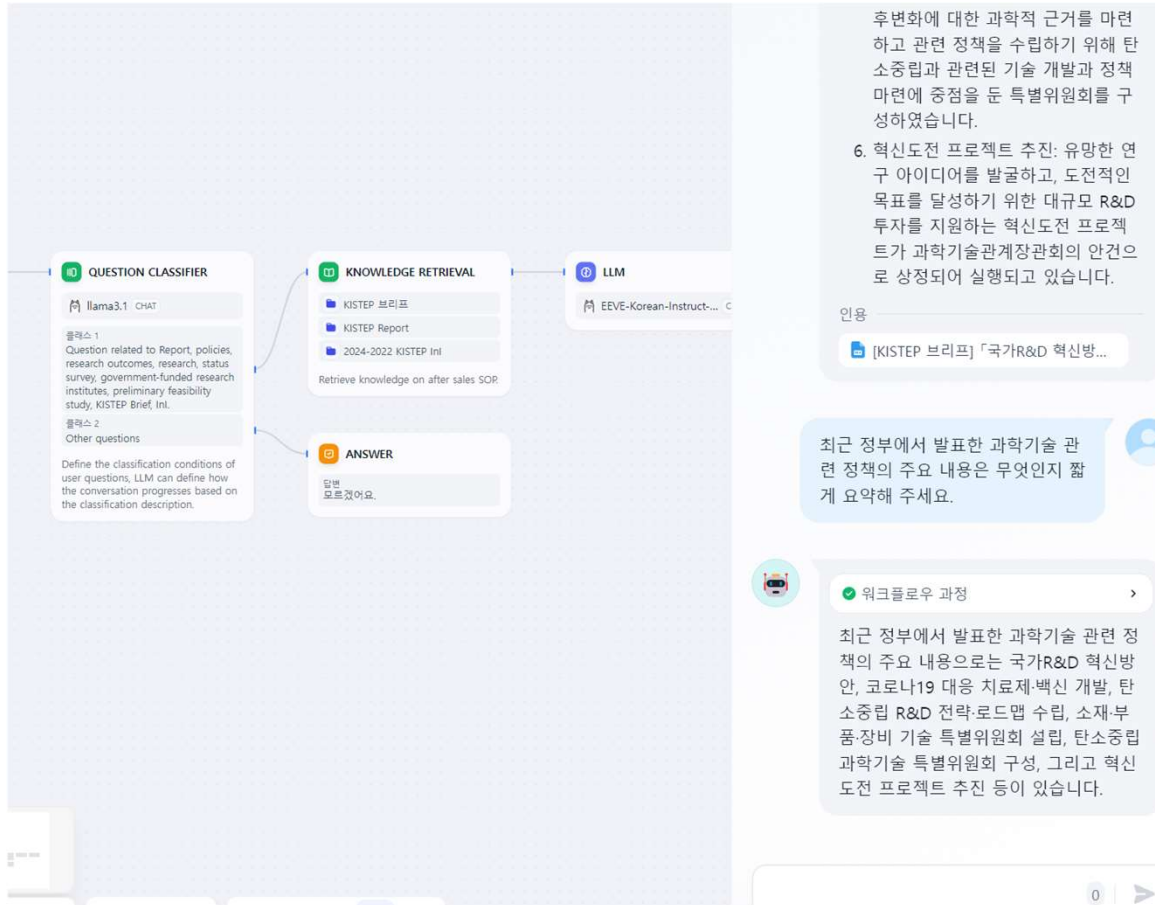 QUESTION CLASSIFIER
llama3.1 CHAT
클래스 1
Question related to Report, policies,
research outcomes, research, status
survey, government-funded research
institutes, preliminary feasibility
study, KISTEP Brief, InI.
클래스 2
Other questions
Define the classification conditions of
user questions, LLM can define how
the conversation progresses based on
the classification description.
KNOWLEDGE RETRIEVAL
KISTEP 브리프
KISTEP Report
2024-2022 KISTEP InI
Retrieve knowledge on after sales SOP.
ANSWER
답변
모르겠어요.
LLM
EEVE-Korean-Instruct-...
후변화에 대한 과학적 근거를 마련
하고 관련 정책을 수립하기 위해 탄
소중립과 관련된 기술 개발과 정책
마련에 중점을 둔 특별위원회를 구
성하였습니다.
6. 혁신도전 프로젝트 추진: 유망한 연
구 아이디어를 발굴하고, 도전적인
목표를 달성하기 위한 대규모 R&D
투자를 지원하는 혁신도전 프로젝
트가 과학기술관계장관회의 안건으
로 상정되어 실행되고 있습니다.
인용
[KISTEP 브리프]「국가R&D 혁신방...
최근 정부에서 발표한 과학기술 관
련 정책의 주요 내용은 무엇인지 짧
게 요약해 주세요.
워크플로우 과정
최근 정부에서 발표한 과학기술 관련 정
책의 주요 내용으로는 국가R&D 혁신방
안, 코로나19 대응 치료제·백신 개발, 탄
소중립 R&D 전략·로드맵 수립, 소재·부
품·장비 기술 특별위원회 설립, 탄소중립
과학기술 특별위원회 구성, 그리고 혁신
도전 프로젝트 추진 등이 있습니다.
0